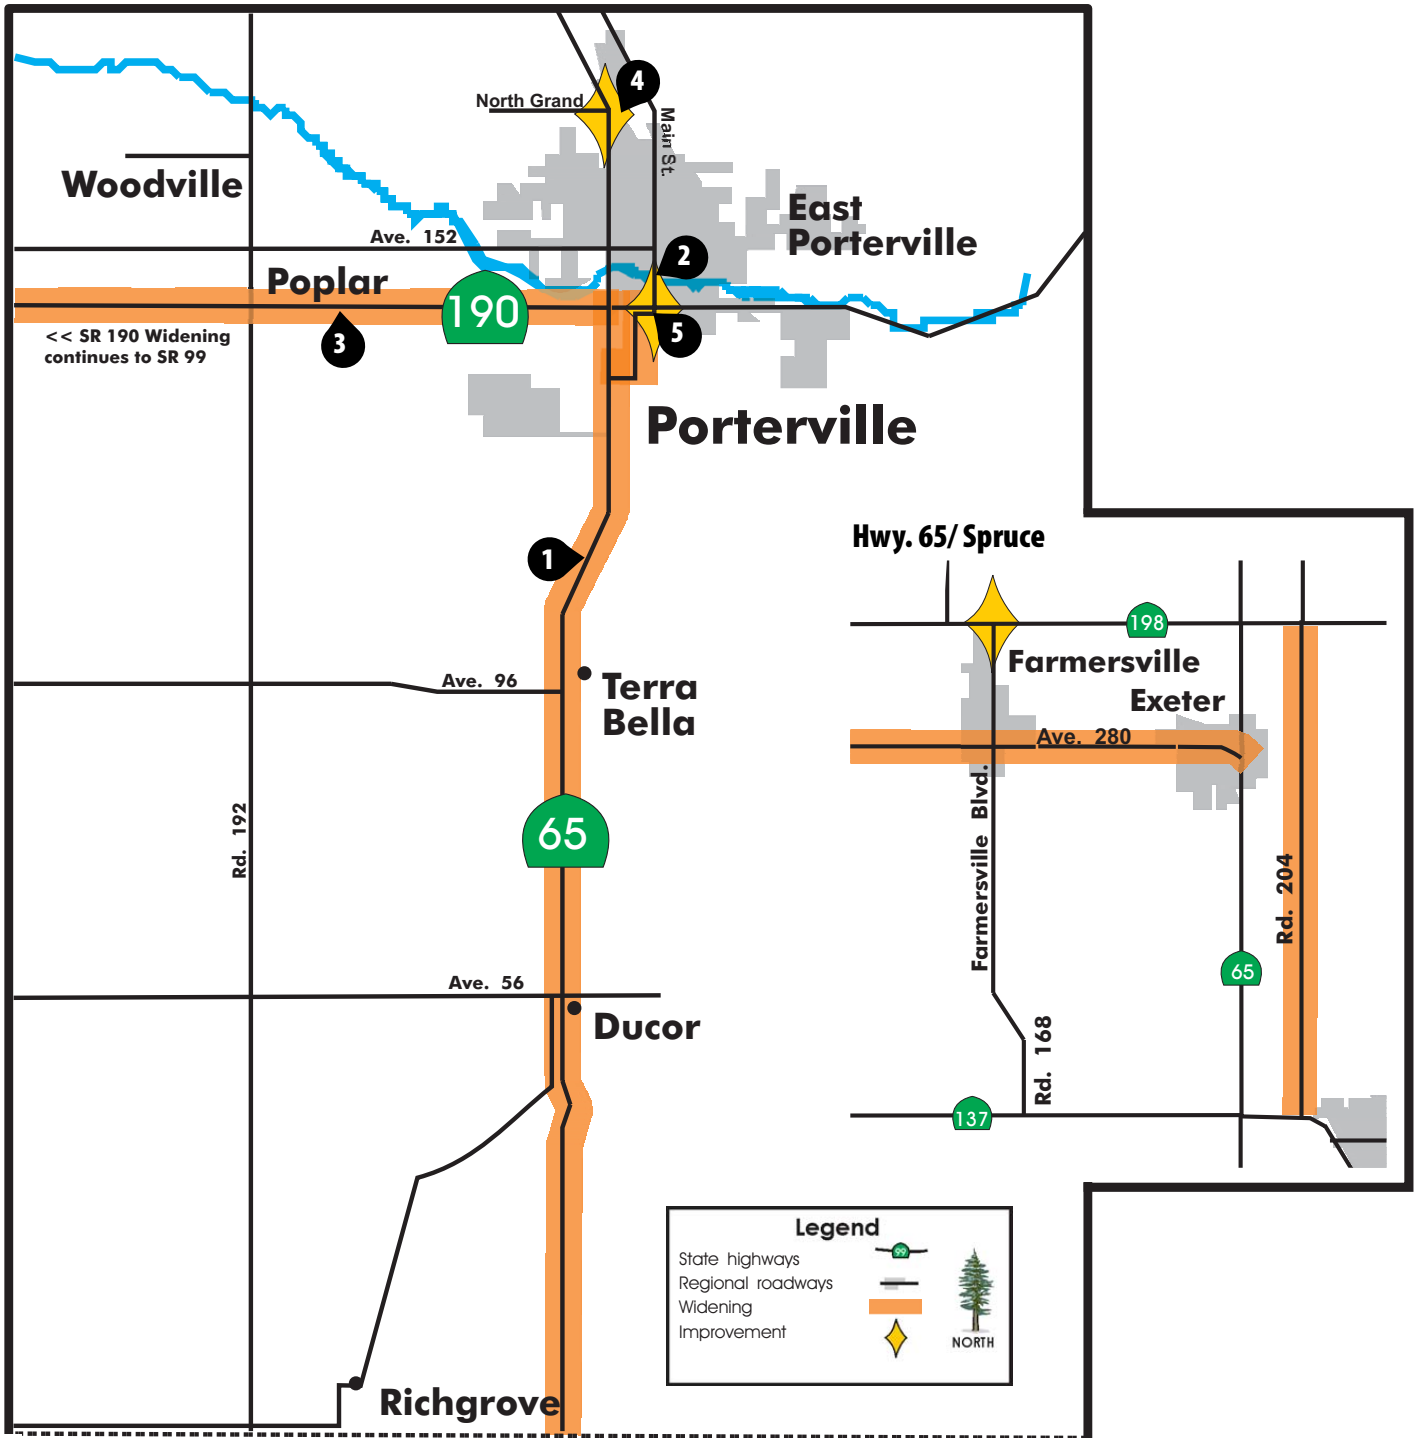 4
North Grand
Main St.
Woodville
East
Porterville
Ave. 152
2
Poplar
190
<< SR 190 Widening
continues to SR 99
3
5
Porterville
1
Hwy. 65/ Spruce
198
Farmersville
Exeter
Ave. 280
Terra
Bella
Ave. 96
65
Rd. 192
Farmersville Blvd.
Rd. 204
65
Ave. 56
Ducor
Rd. 168
137
Legend
State highways
99
Regional roadways
Widening
Improvement
NORTH
Richgrove